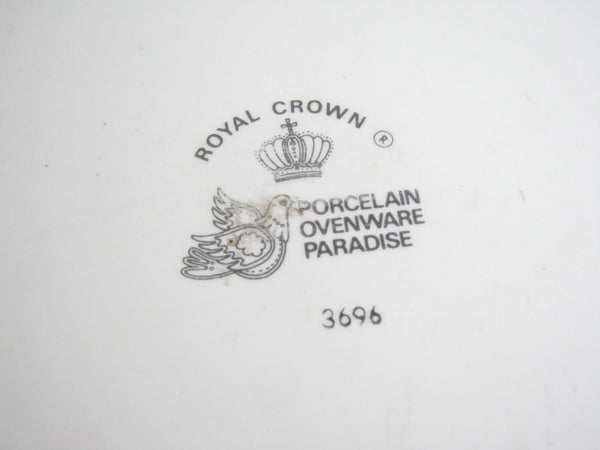 ROYAL CROWN ®
PORCELAIN
OVENWARE
PARADISE
3696